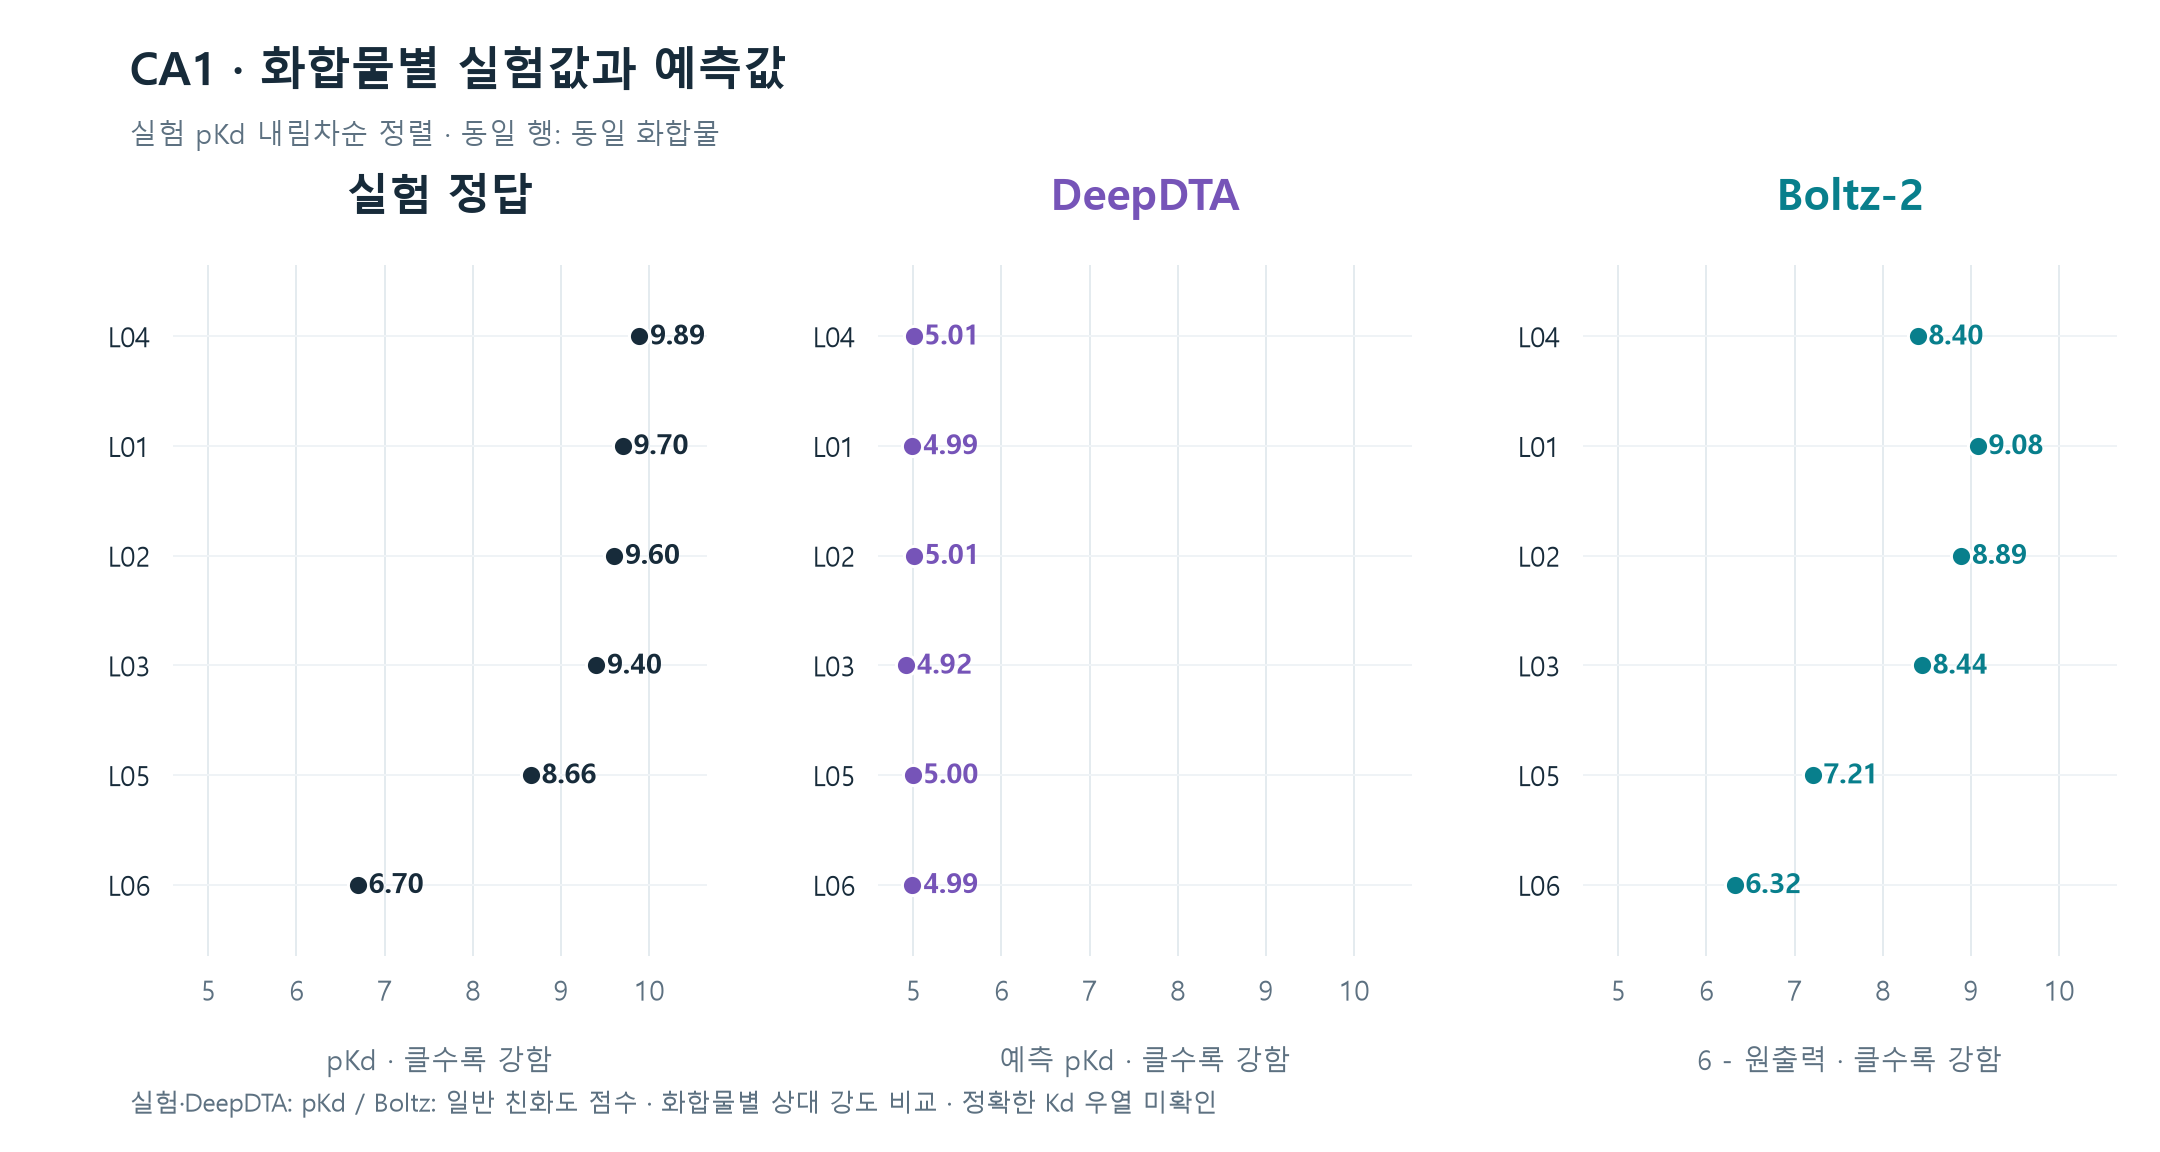 CA1 · 화합물별 실험값과 예측값
실험 pKd 내림차순 정렬 · 동일 행: 동일 화합물
실험 정답
L04 9.89
L01 9.70
L02 9.60
L03 9.40
L05 8.66
L06 6.70
5 6 7 8 9 10
pKd · 클수록 강함
DeepDTA
L04 5.01
L01 4.99
L02 5.01
L03 4.92
L05 5.00
L06 4.99
5 6 7 8 9 10
예측 pKd · 클수록 강함
Boltz-2
L04 8.40
L01 9.08
L02 8.89
L03 8.44
L05 7.21
L06 6.32
5 6 7 8 9 10
6 - 원출력 · 클수록 강함
실험·DeepDTA: pKd / Boltz: 일반 친화도 점수 · 화합물별 상대 강도 비교 · 정확한 Kd 우열 미확인